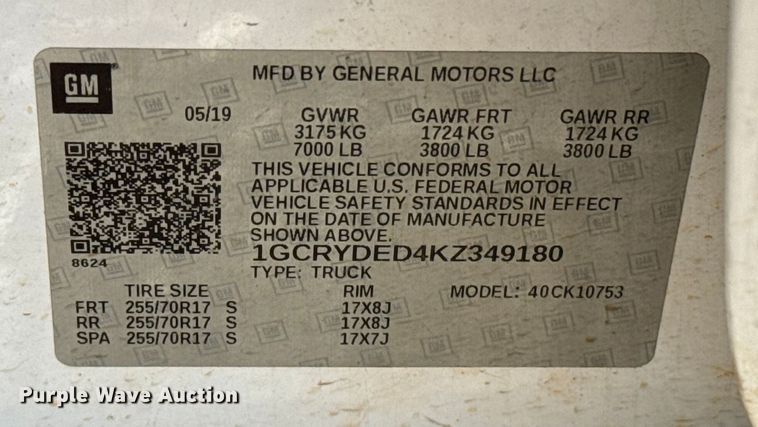 GM
MFD BY GENERAL MOTORS LLC
05/19 GVWR GAWR FRT GAWR RR
3175 KG 1724 KG 1724 KG
7000 LB 3800 LB 3800 LB
THIS VEHICLE CONFORMS TO ALL
APPLICABLE U.S. FEDERAL MOTOR
VEHICLE SAFETY STANDARDS IN EFFECT
ON THE DATE OF MANUFACTURE
SHOWN ABOVE.
8624
1GCRYDED4KZ349180
TYPE: TRUCK
TIRE SIZE RIM MODEL: 40CK10753
FRT 255/70R17 S 17X8J
RR 255/70R17 S 17X8J
SPA 255/70R17 S 17X7J
Purple Wave Auction